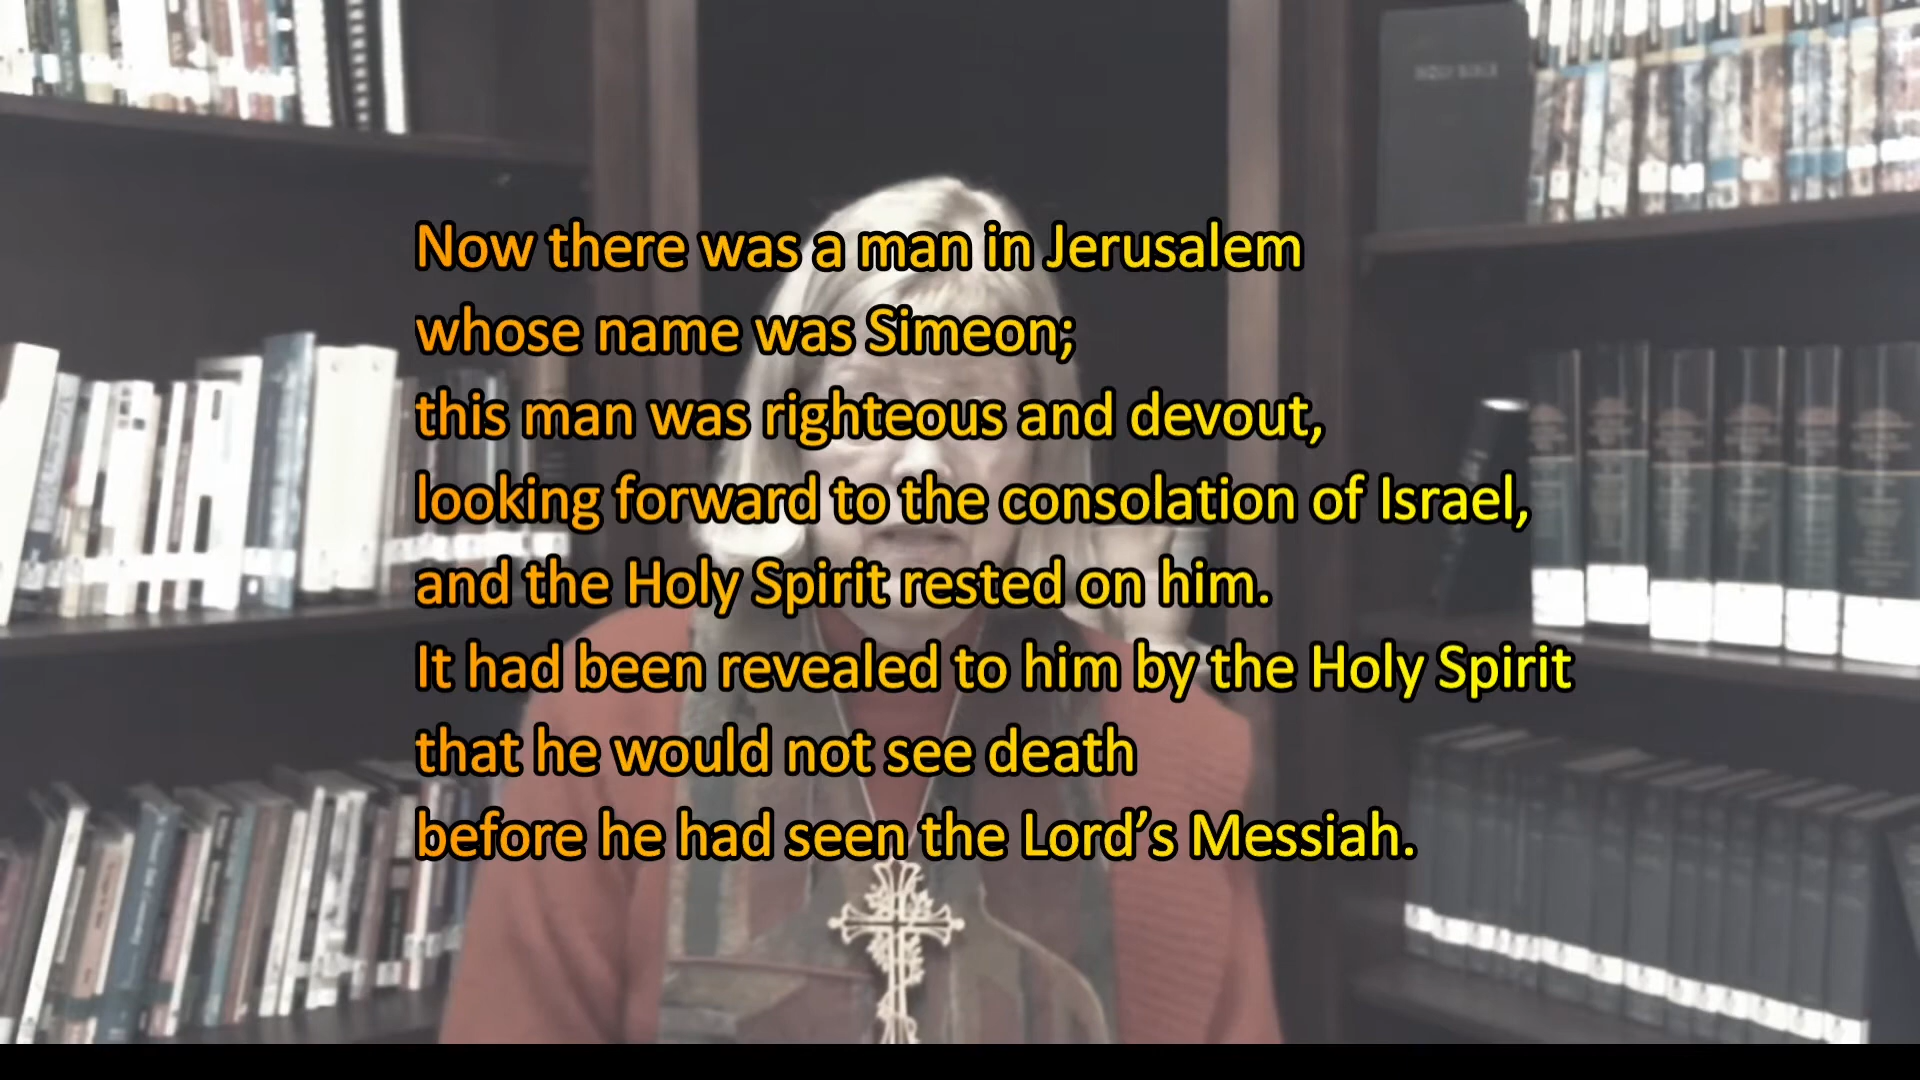 HOLY BIBLE
Now there was a man in Jerusalem
whose name was Simeon;
this man was righteous and devout,
looking forward to the consolation of Israel,
and the Holy Spirit rested on him.
It had been revealed to him by the Holy Spirit
that he would not see death
before he had seen the Lord’s Messiah.